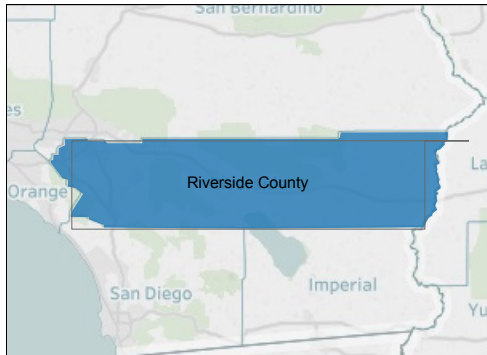 San Bernardino
es
Riverside County
La
Orange
Imperial
San Diego
Yu